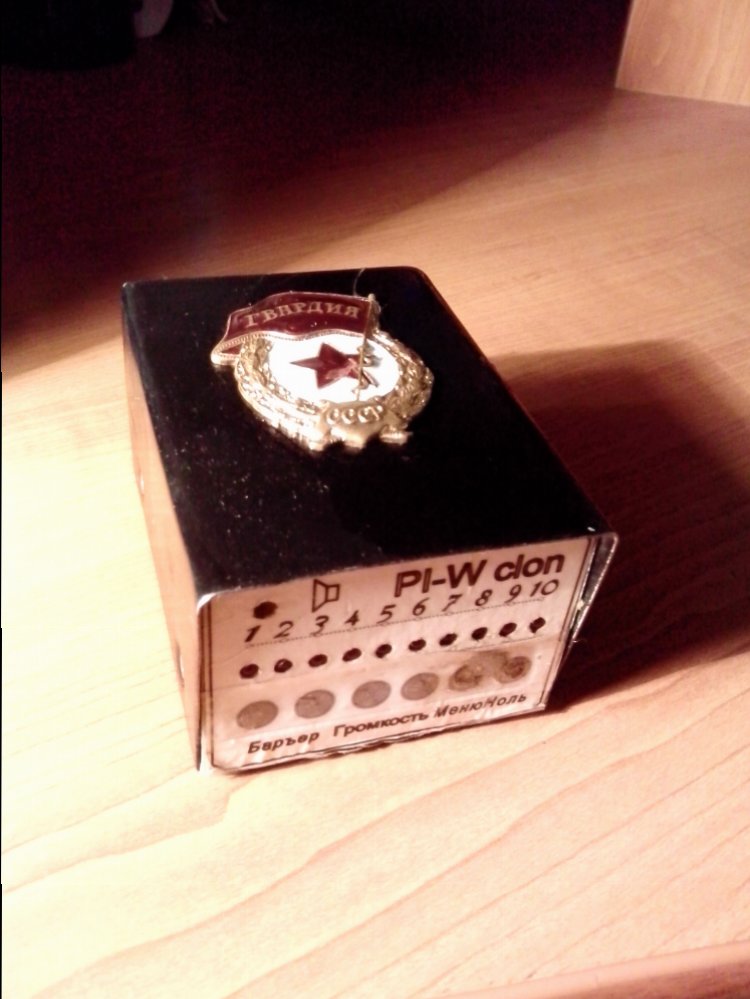 ГВАРДИЯ
СССР
PI-W clon
1 2 3 4 5 6 7 8 9 10
Барьер Громкость Меню Ноль